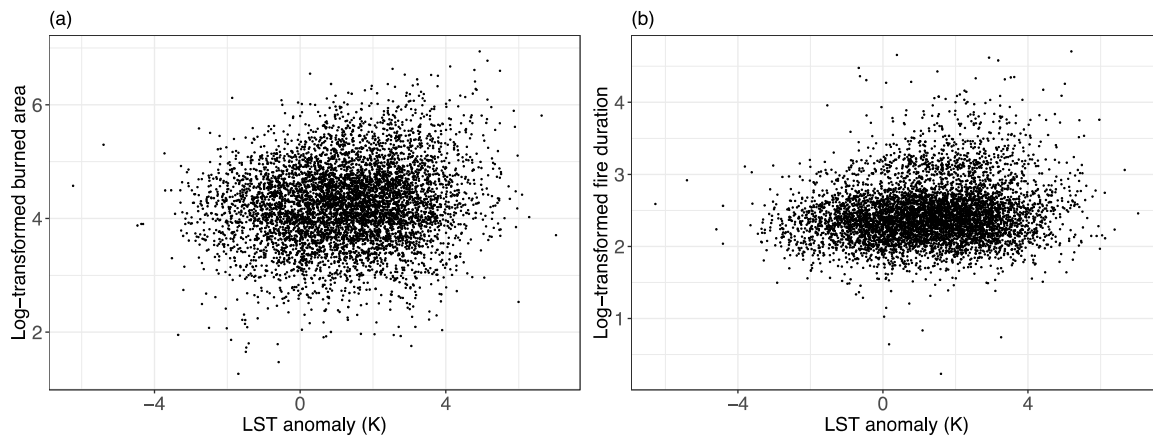 (a)
Log−transformed burned area
6
4
2
−4
0
4
LST anomaly (K)
(b)
Log−transformed fire duration
4
3
2
1
−4
0
4
LST anomaly (K)